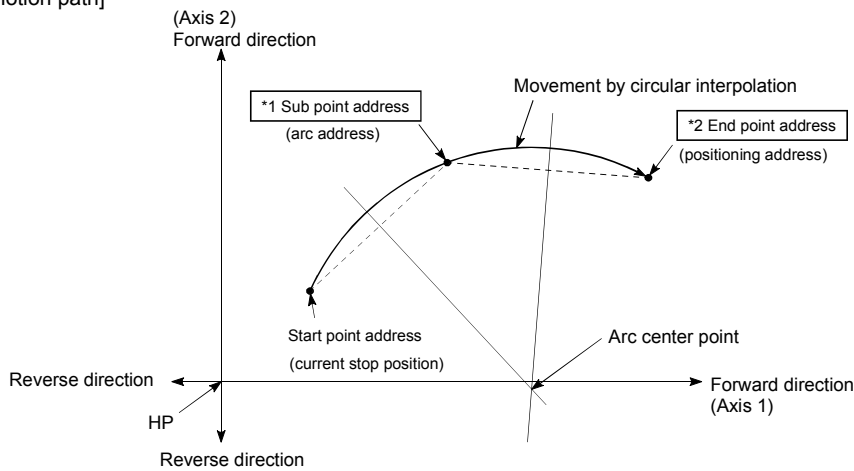 otion path]
(Axis 2)
Forward direction
Movement by circular interpolation
*1 Sub point address
(arc address)
*2 End point address
(positioning address)
Start point address
(current stop position)
Arc center point
Reverse direction
Forward direction
(Axis 1)
HP
Reverse direction